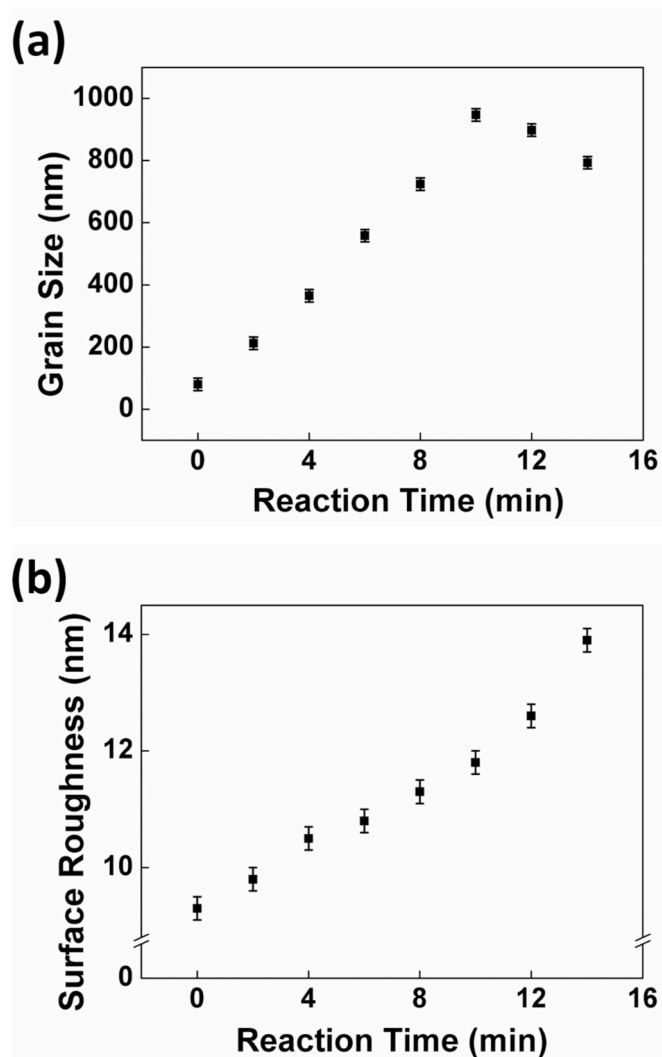 (a)
1000
800
600
400
200
0
Grain Size (nm)
0 4 8 12 16
Reaction Time (min)
(b)
14
12
10
0
Surface Roughness (nm)
0 4 8 12 16
Reaction Time (min)